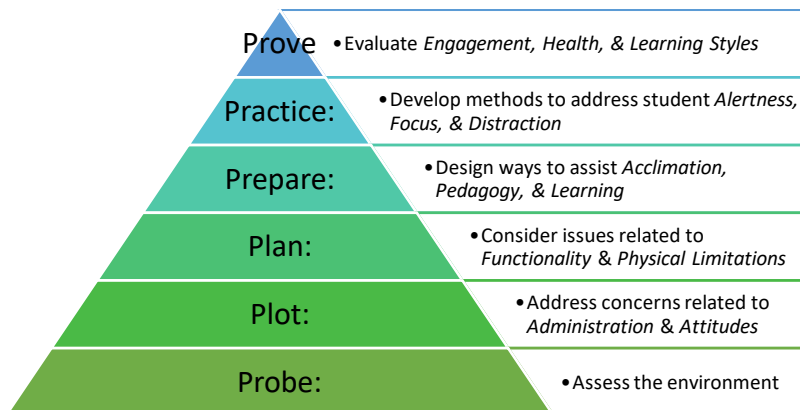 Prove
•Evaluate Engagement, Health, & Learning Styles
Practice:
•Develop methods to address student Alertness,
Focus, & Distraction
Prepare:
•Design ways to assist Acclimation,
Pedagogy, & Learning
Plan:
•Consider issues related to
Functionality & Physical Limitations
Plot:
•Address concerns related to
Administration & Attitudes
Probe:
•Assess the environment